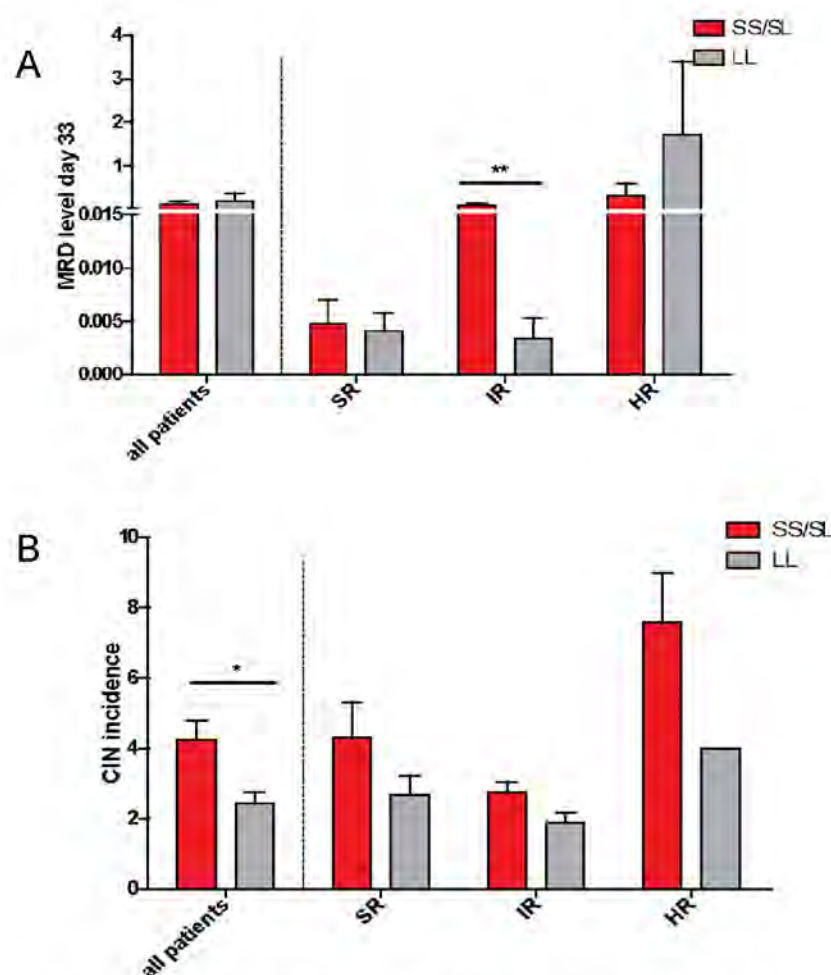 A
SS/SL
LL
MRD level day 33
4
3
2
1
0.015
0.010
0.005
0.000
**
all patients
SR
IR
HR
B
SS/SL
LL
CIN incidence
10
8
6
4
2
0
*
all patients
SR
IR
HR